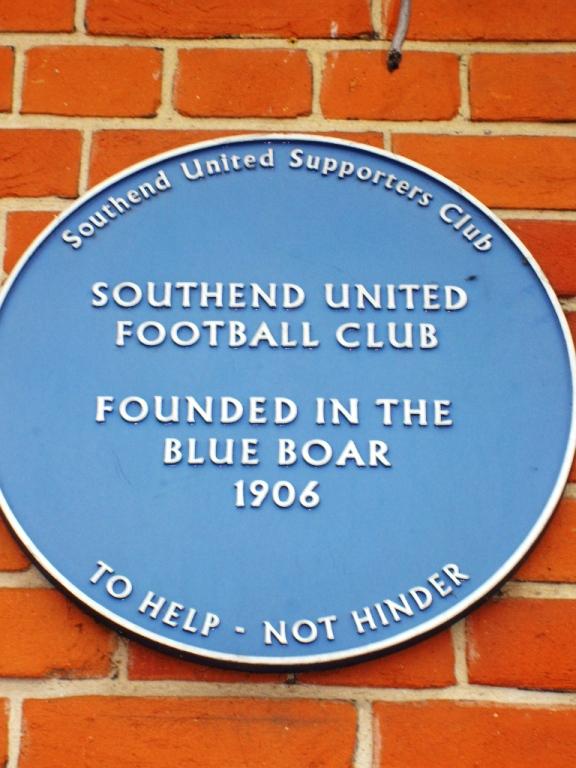 Southend United Supporters Club
SOUTHEND UNITED
FOOTBALL CLUB
FOUNDED IN THE
BLUE BOAR
1906
TO HELP - NOT HINDER